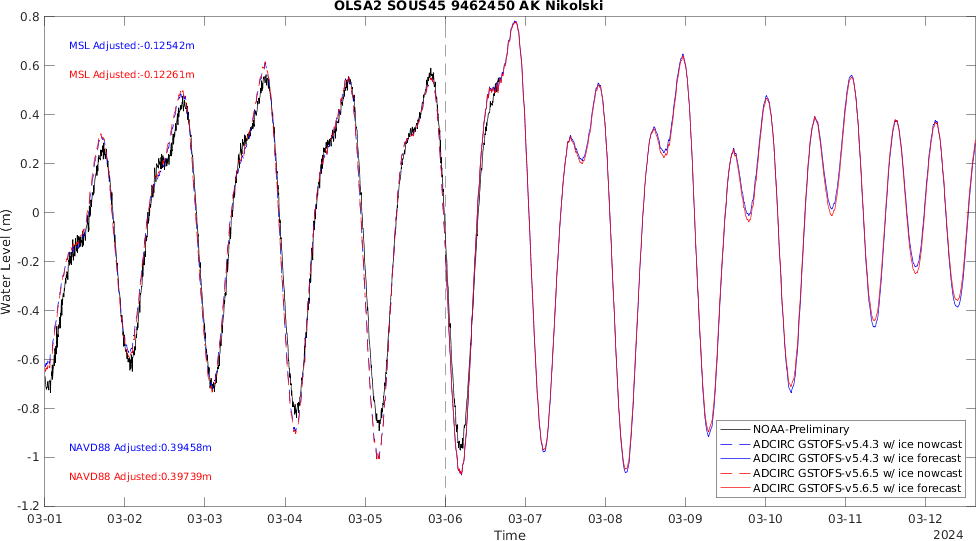 OLSA2 SOUS45 9462450 AK Nikolski
0.8
0.6
0.4
0.2
0
-0.2
-0.4
-0.6
-0.8
-1
-1.2
Water Level (m)
MSL Adjusted:-0.12542m
MSL Adjusted:-0.12261m
NAVD88 Adjusted:0.39458m
NAVD88 Adjusted:0.39739m
NOAA-Preliminary
ADCIRC GSTOFS-v5.4.3 w/ ice nowcast
ADCIRC GSTOFS-v5.4.3 w/ ice forecast
ADCIRC GSTOFS-v5.6.5 w/ ice nowcast
ADCIRC GSTOFS-v5.6.5 w/ ice forecast
03-01 03-02 03-03 03-04 03-05 03-06 03-07 03-08 03-09 03-10 03-11 03-12
Time
2024